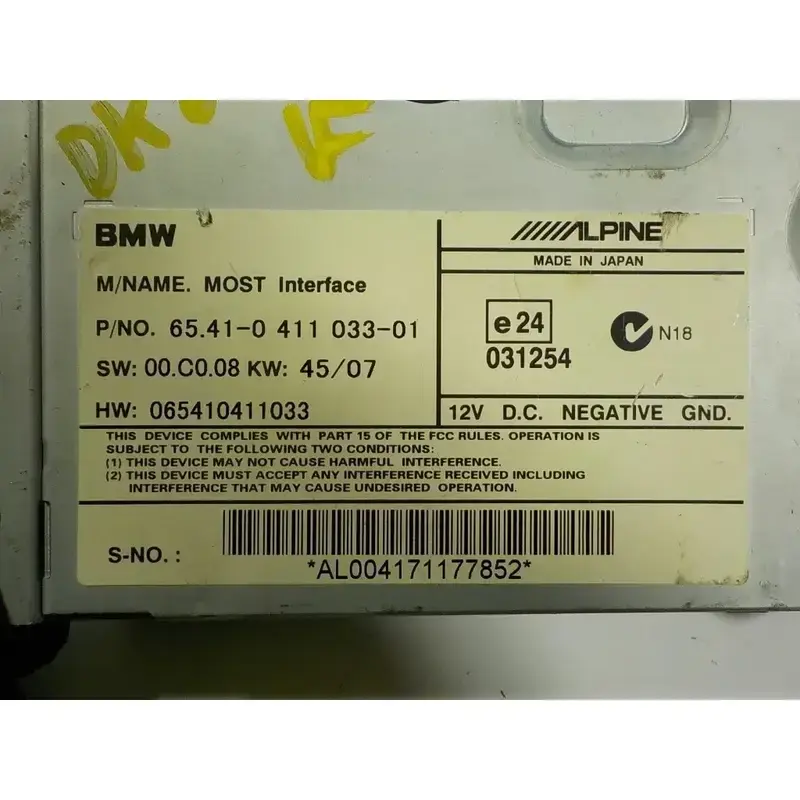 BMW
M/NAME. MOST Interface
P/NO. 65.41-0 411 033-01
SW: 00.C0.08 KW: 45/07
HW: 065410411033
ALPINE
MADE IN JAPAN
e24
031254
N18
12V D.C. NEGATIVE GND.
THIS DEVICE COMPLIES WITH PART 15 OF THE FCC RULES. OPERATION IS
SUBJECT TO THE FOLLOWING TWO CONDITIONS:
(1) THIS DEVICE MAY NOT CAUSE HARMFUL INTERFERENCE.
(2) THIS DEVICE MUST ACCEPT ANY INTERFERENCE RECEIVED INCLUDING
INTERFERENCE THAT MAY CAUSE UNDESIRED OPERATION.
S-NO. :
*AL004171177852*